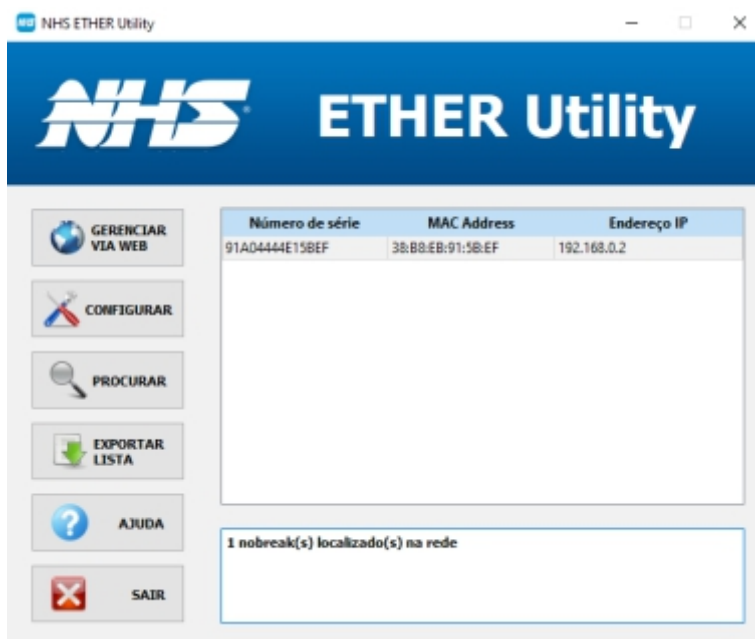 NHS ETHER Utility
NHS ETHER Utility
GERENCIAR
VIA WEB
CONFIGURAR
PROCURAR
EXPORTAR
LISTA
AJUDA
SAIR
Número de série MAC Address Endereço IP
91A04444E15BEF 38:B8:EB:91:5B:EF 192.168.0.2
1 nobreak(s) localizado(s) na rede